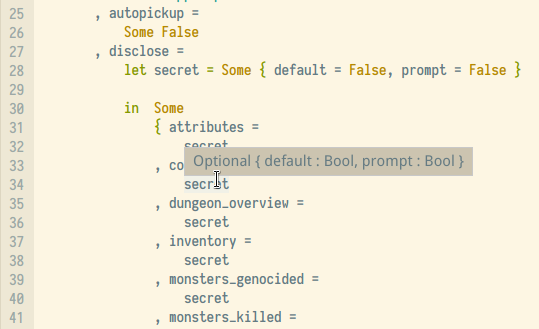 25 , autopickup =
26 Some False
27 , disclose =
28 let secret = Some { default = False, prompt = False }
29
30 in Some
31 { attributes =
32 secret
Optional { default : Bool, prompt : Bool }
33 , co
34 secret
35 , dungeon_overview =
36 secret
37 , inventory =
38 secret
39 , monsters_genocided =
40 secret
41 , monsters_killed =